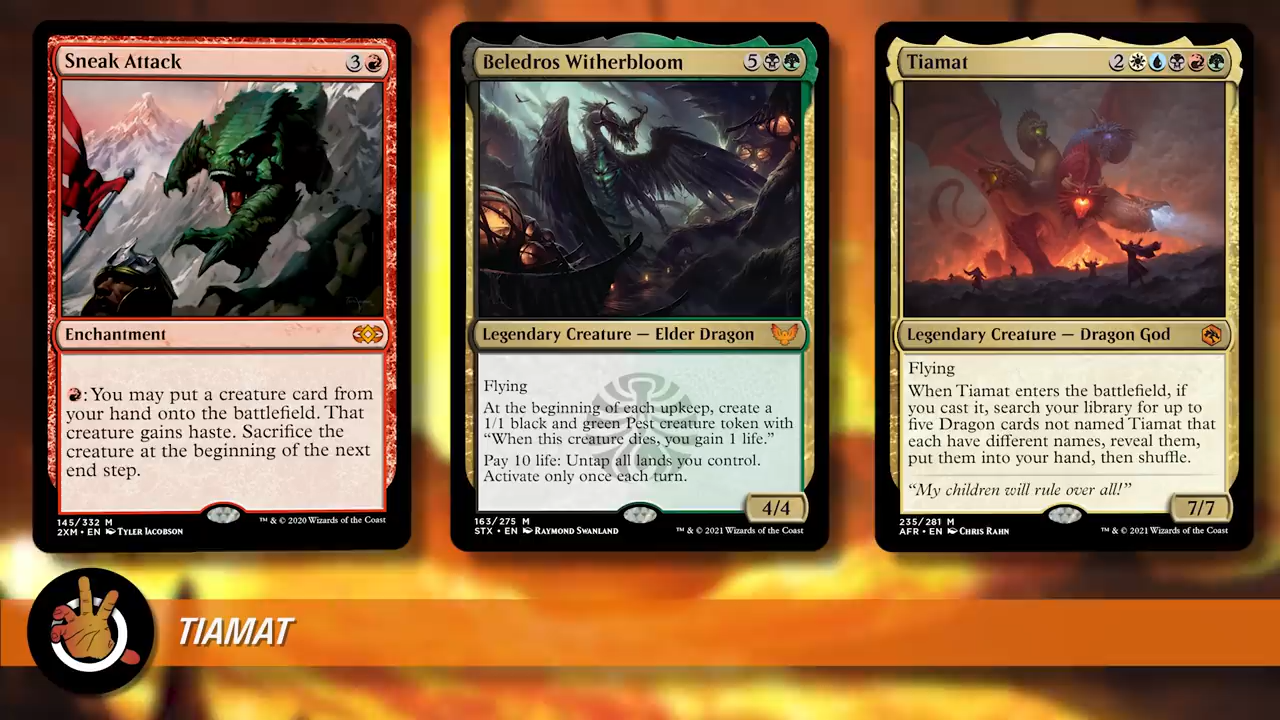 Sneak Attack 3
Enchantment
: You may put a creature card from
your hand onto the battlefield. That
creature gains haste. Sacrifice the
creature at the beginning of the next
end step.
145/332 M
2XM • EN Tyler Jacobson
™ & © 2020 Wizards of the Coast
Beledros Witherbloom 5
Legendary Creature — Elder Dragon
Flying
At the beginning of each upkeep, create a
1/1 black and green Pest creature token with
“When this creature dies, you gain 1 life.”
Pay 10 life: Untap all lands you control.
Activate only once each turn.
4/4
163/275 M
STX • EN Raymond Swanland
™ & © 2021 Wizards of the Coast
Tiamat 2
Legendary Creature — Dragon God
Flying
When Tiamat enters the battlefield, if
you cast it, search your library for up to
five Dragon cards not named Tiamat that
each have different names, reveal them,
put them into your hand, then shuffle.
“My children will rule over all!”
7/7
235/281 M
AFR • EN Chris Rahn
™ & © 2021 Wizards of the Coast
TIAMAT